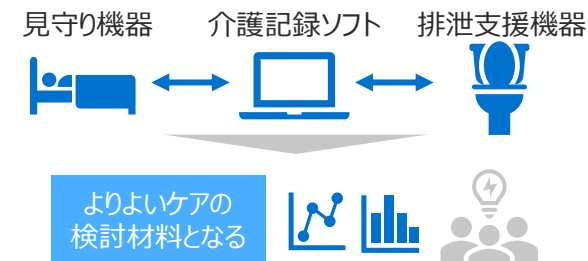 見守り機器
介護記録ソフト
排泄支援機器
よりよいケアの
検討材料となる